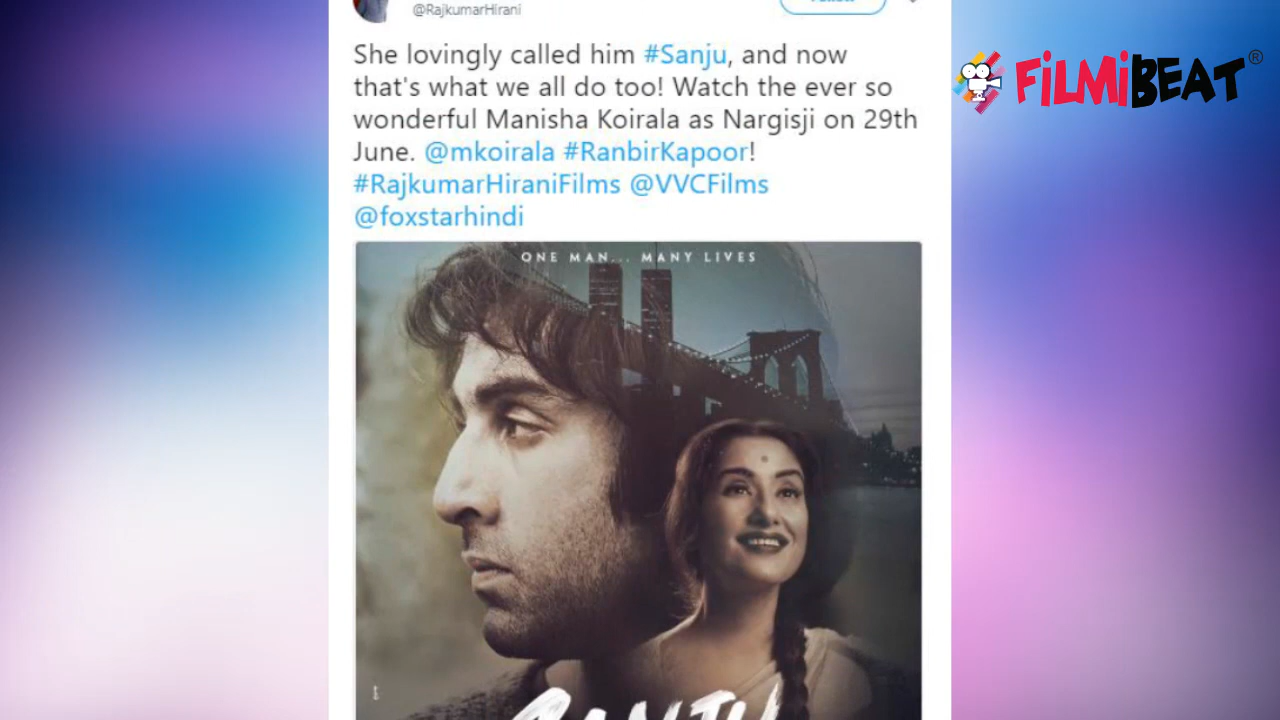 @RajkumarHirani
She lovingly called him #Sanju, and now
that's what we all do too! Watch the ever so
wonderful Manisha Koirala as Nargisji on 29th
June. @mkoirala #RanbirKapoor!
#RajkumarHiraniFilms @VVCFilms
@foxstarhindi
FiLMiBEAT®
ONE MAN... MANY LIVES
SANJU